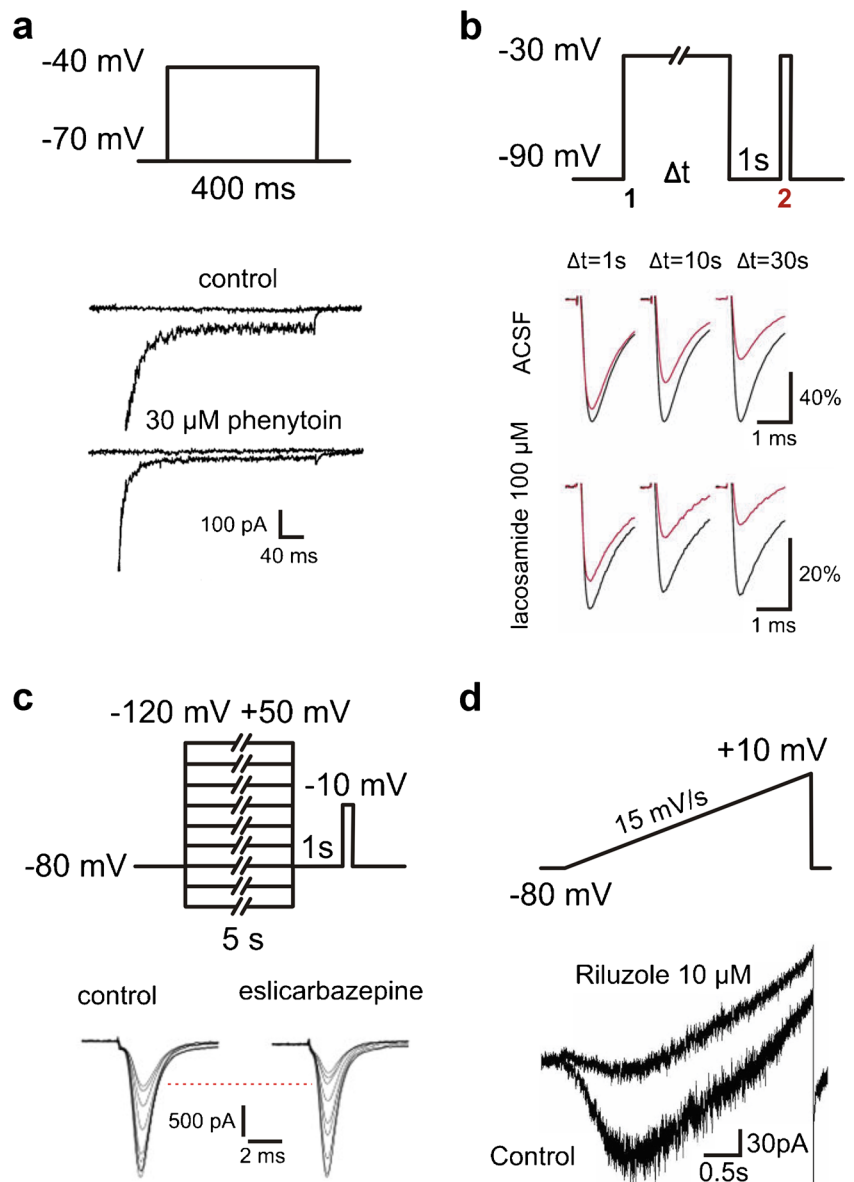 a
-40 mV
-70 mV
400 ms
control
30 µM phenytoin
100 pA
40 ms
b
-30 mV
-90 mV
Δt
1s
1
2
Δt=1s Δt=10s Δt=30s
ACSF
40%
1 ms
lacosamide 100 µM
20%
1 ms
c
-120 mV +50 mV
-10 mV
-80 mV
1s
5 s
control
eslicarbazepine
500 pA
2 ms
d
+10 mV
15 mV/s
-80 mV
Riluzole 10 µM
Control
30pA
0.5s